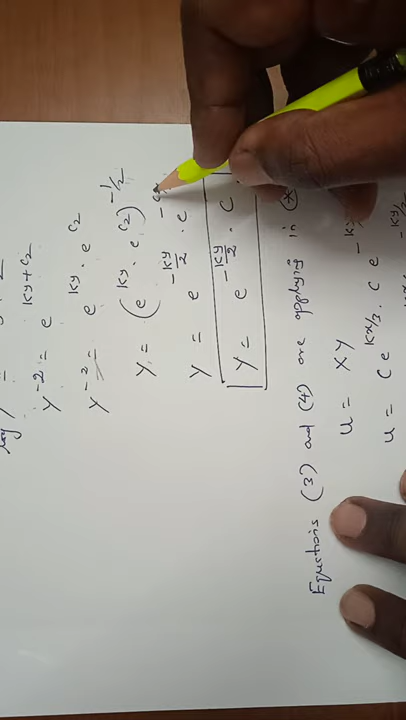 Y⁻² = e^(ky+c₂)
Y⁻² = e^(ky) · e^(c₂)
Y = (e^(ky) · e^(c₂))^(-1/2)
Y = e^(-ky/2) · e
Y = e^(-ky/2) · C
Equations (3) and (4) are applying in (*
u = XY
u = C e^(kx/3) · C e